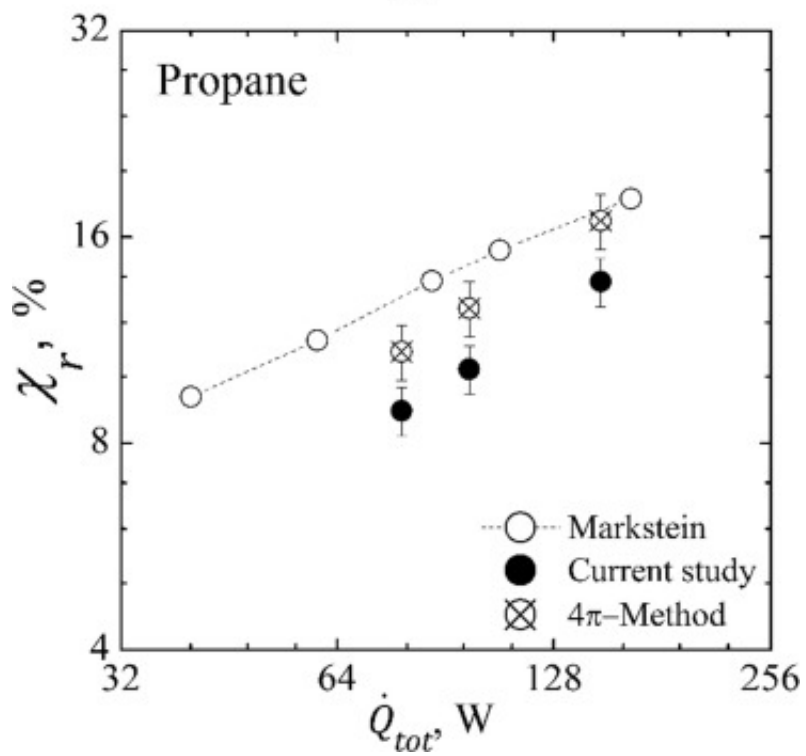 32
Propane
16
8
4
χr, %
Markstein
Current study
4π–Method
32 64 128 256
Q̇tot, W